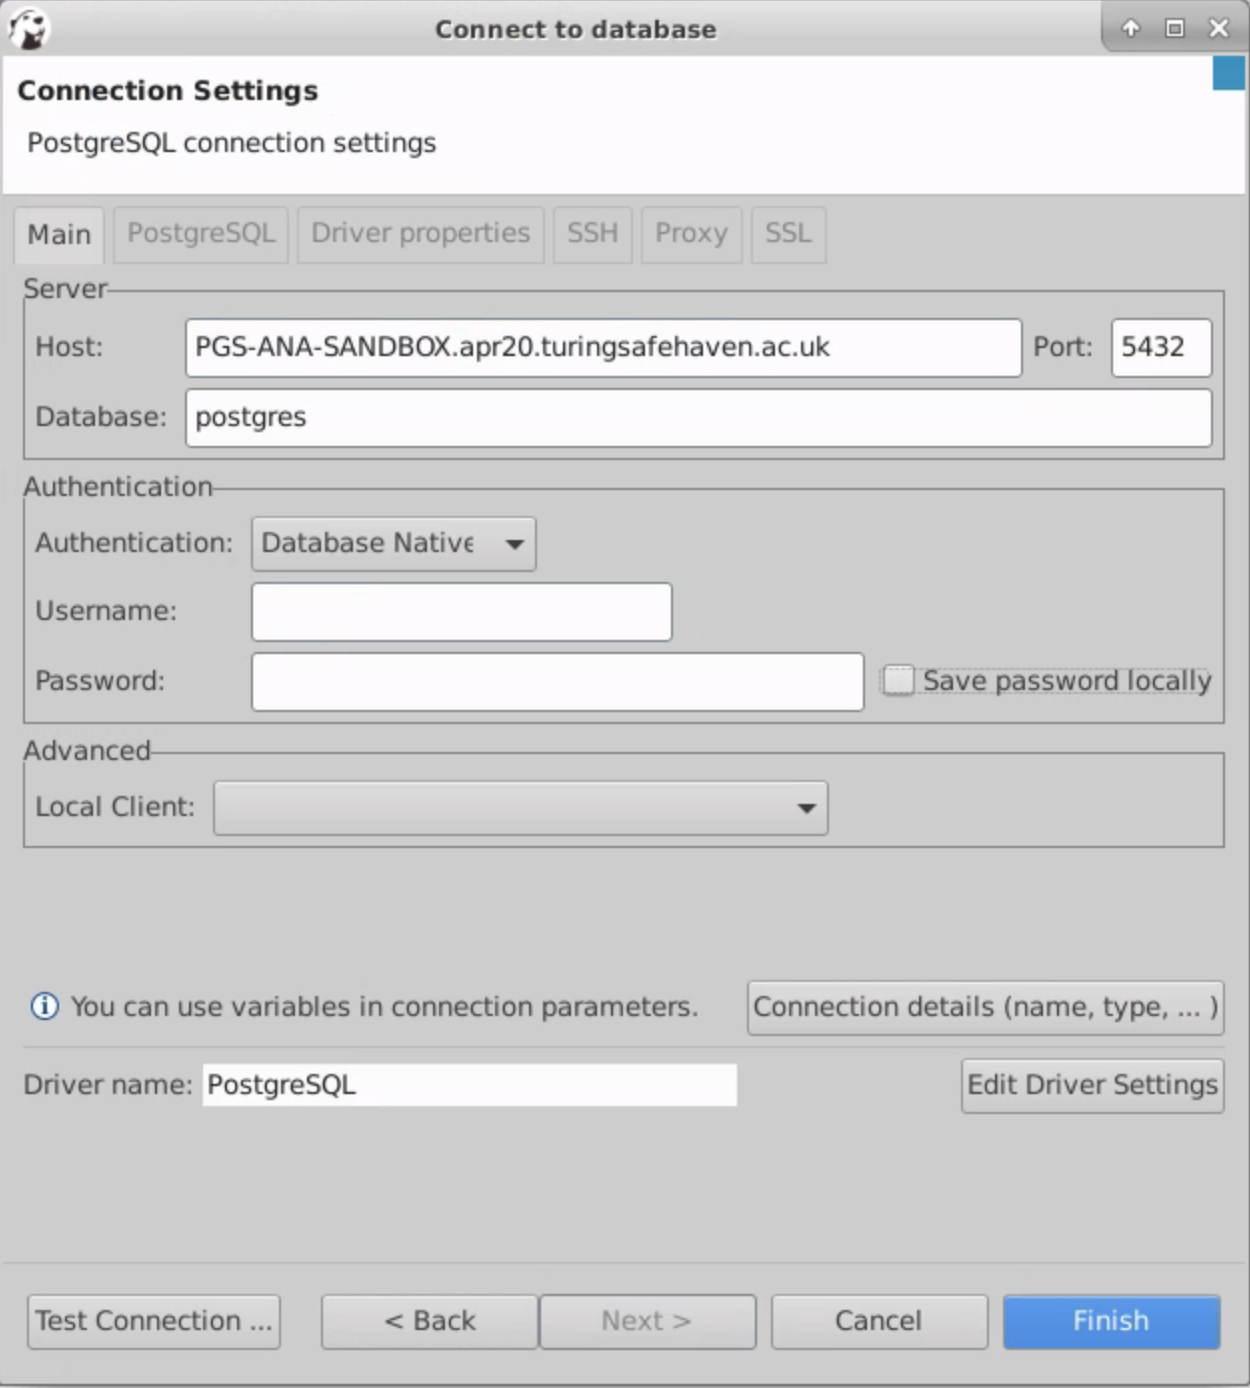 Connect to database
Connection Settings
PostgreSQL connection settings
Main PostgreSQL Driver properties SSH Proxy SSL
Server
Host: PGS-ANA-SANDBOX.apr20.turingsafehaven.ac.uk Port: 5432
Database: postgres
Authentication
Authentication: Database Native
Username:
Password: Save password locally
Advanced
Local Client:
You can use variables in connection parameters. Connection details (name, type, ... )
Driver name: PostgreSQL Edit Driver Settings
Test Connection ... < Back Next > Cancel Finish